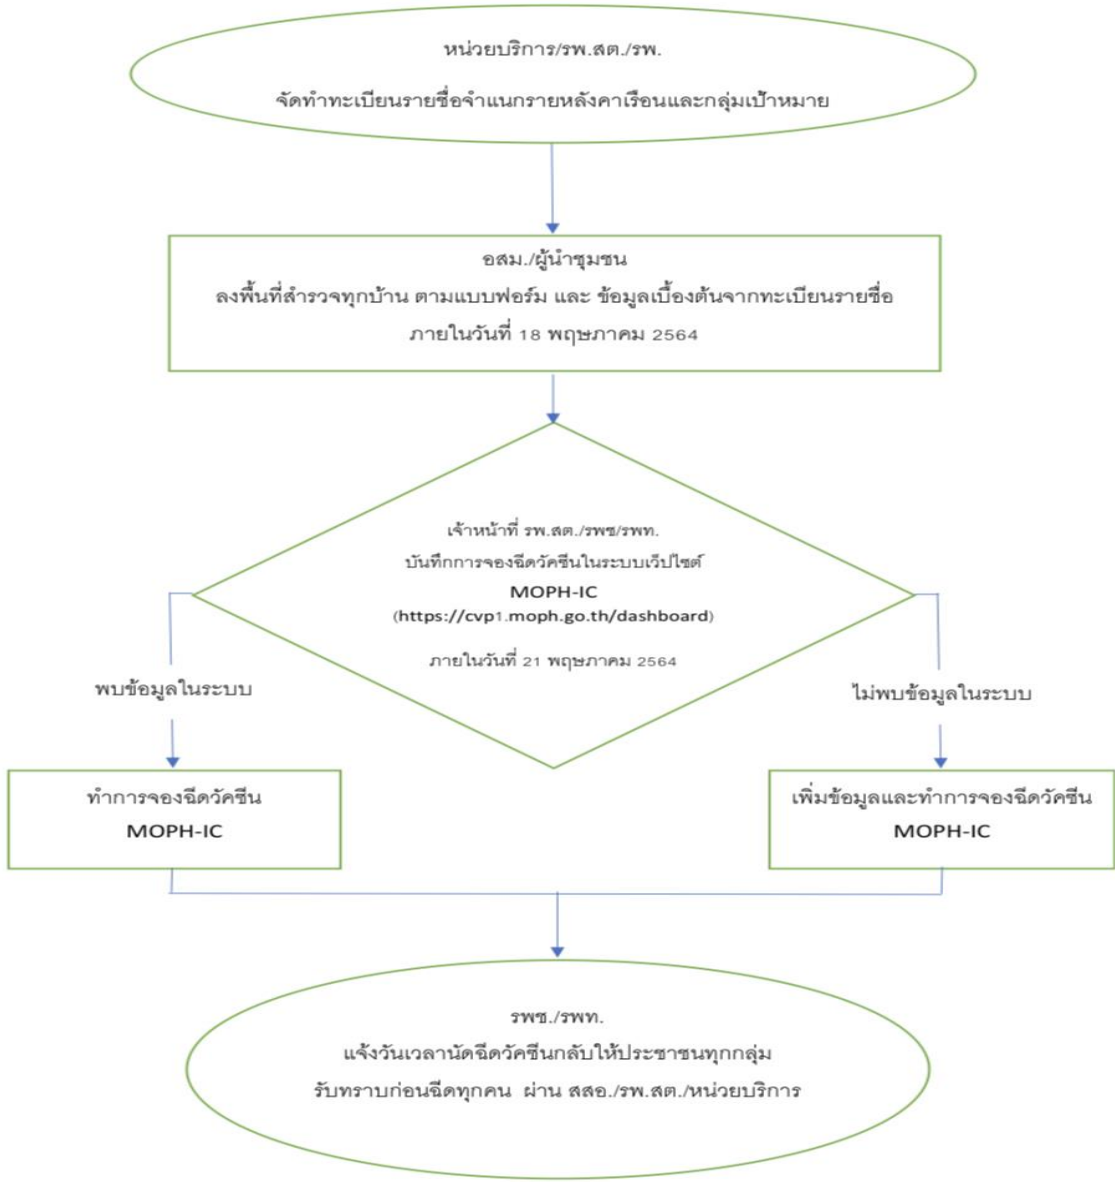 หน่วยบริการ/รพ.สต./รพ.
จัดทำทะเบียนรายชื่อจำแนกรายหลังคาเรือนและกลุ่มเป้าหมาย
อสม./ผู้นำชุมชน
ลงพื้นที่สำรวจทุกบ้าน ตามแบบฟอร์ม และ ข้อมูลเบื้องต้นจากทะเบียนรายชื่อ
ภายในวันที่ 18 พฤษภาคม 2564
เจ้าหน้าที่ รพ.สต./รพช/รพท.
บันทึกการจองฉีดวัคซีนในระบบเว็ปไซต์
MOPH-IC
(https://cvp1.moph.go.th/dashboard)
ภายในวันที่ 21 พฤษภาคม 2564
พบข้อมูลในระบบ
ไม่พบข้อมูลในระบบ
ทำการจองฉีดวัคซีน
MOPH-IC
เพิ่มข้อมูลและทำการจองฉีดวัคซีน
MOPH-IC
รพช./รพท.
แจ้งวันเวลานัดฉีดวัคซีนกลับให้ประชาชนทุกกลุ่ม
รับทราบก่อนฉีดทุกคน ผ่าน สสอ./รพ.สต./หน่วยบริการ